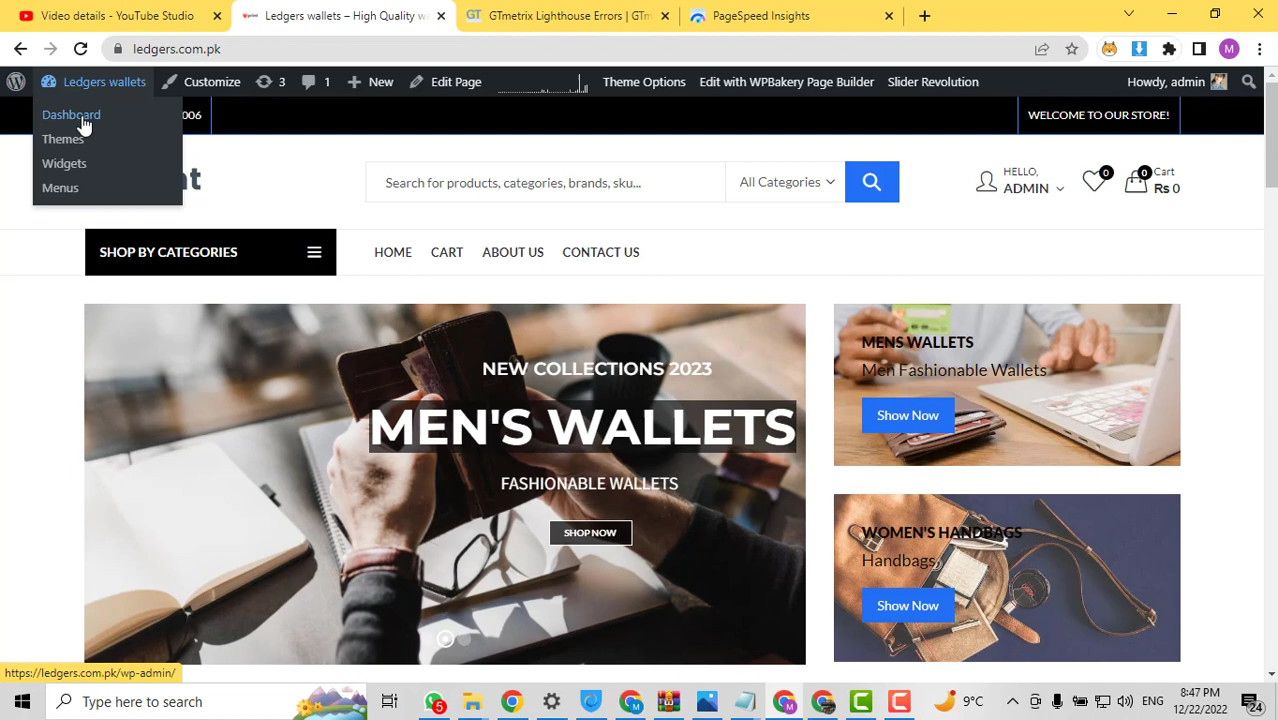 Video details - YouTube Studio
Ledgers wallets – High Quality w
GTmetrix Lighthouse Errors | GTm
PageSpeed Insights
ledgers.com.pk
M
Ledgers wallets
Customize
3
1
New
Edit Page
Theme Options
Edit with WPBakery Page Builder
Slider Revolution
Howdy, admin
Dashboard
Themes
Widgets
Menus
006
WELCOME TO OUR STORE!
Search for products, categories, brands, sku...
All Categories
HELLO,
ADMIN
0
0
Cart
₨ 0
SHOP BY CATEGORIES
HOME
CART
ABOUT US
CONTACT US
NEW COLLECTIONS 2023
MEN'S WALLETS
FASHIONABLE WALLETS
SHOP NOW
MENS WALLETS
Men Fashionable Wallets
Show Now
WOMEN'S HANDBAGS
Handbags
Show Now
https://ledgers.com.pk/wp-admin/
Type here to search
5
9°C
ENG
8:47 PM
12/22/2022
24